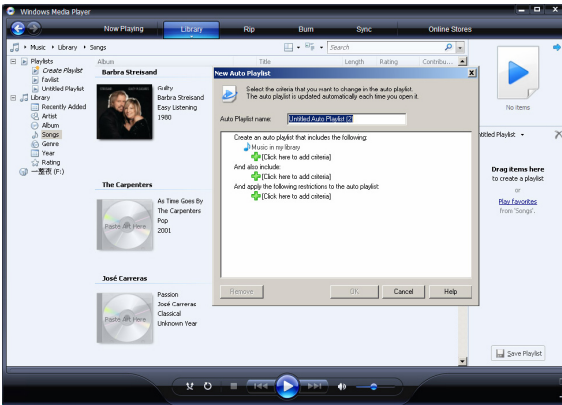 Windows Media Player
Now Playing Library Rip Burn Sync Online Stores
Music Library Songs
Search
Playlists
Create Playlist
favlist
Untitled Playlist
Library
Recently Added
Artist
Album
Songs
Genre
Year
Rating
一整夜 (F:)
Album Title Length Rating Contribu...
Barbra Streisand
Guilty
Barbra Streisand
Easy Listening
1980
The Carpenters
Paste Art Here
As Time Goes By
The Carpenters
Pop
2001
José Carreras
Paste Art Here
Passion
José Carreras
Classical
Unknown Year
New Auto Playlist
Select the criteria that you want to change in the auto playlist.
The auto playlist is updated automatically each time you open it.
Auto Playlist name: Untitled Auto Playlist (2)
Create an auto playlist that includes the following:
Music in my library
[Click here to add criteria]
And also include:
[Click here to add criteria]
And apply the following restrictions to the auto playlist:
[Click here to add criteria]
Remove OK Cancel Help
No items
ntitled Playlist
Drag items here
to create a playlist
or
Play favorites
from 'Songs'.
Save Playlist